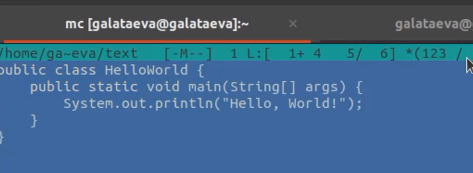 mc [galataeva@galataeva]:~ × galataeva@
/home/ga~eva/text [-M--] 1 L:[ 1+ 4 5/ 6] *(123 /
public class HelloWorld {
    public static void main(String[] args) {
        System.out.println("Hello, World!");
    }
}